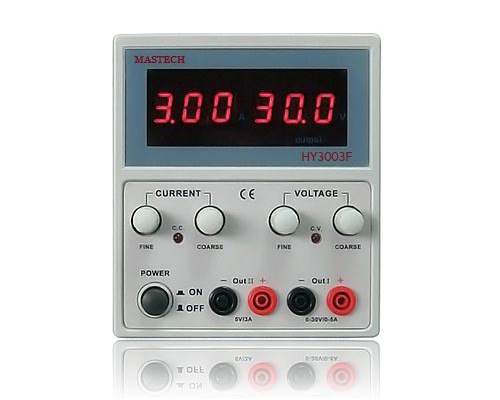 MASTECH
3.00 A 30.0 V
output
HY3003F
CURRENT CE VOLTAGE
C.C. C.V.
FINE COARSE FINE COARSE
POWER
ON
OFF
− Out II + − Out I +
5V/3A 0-30V/0-5A